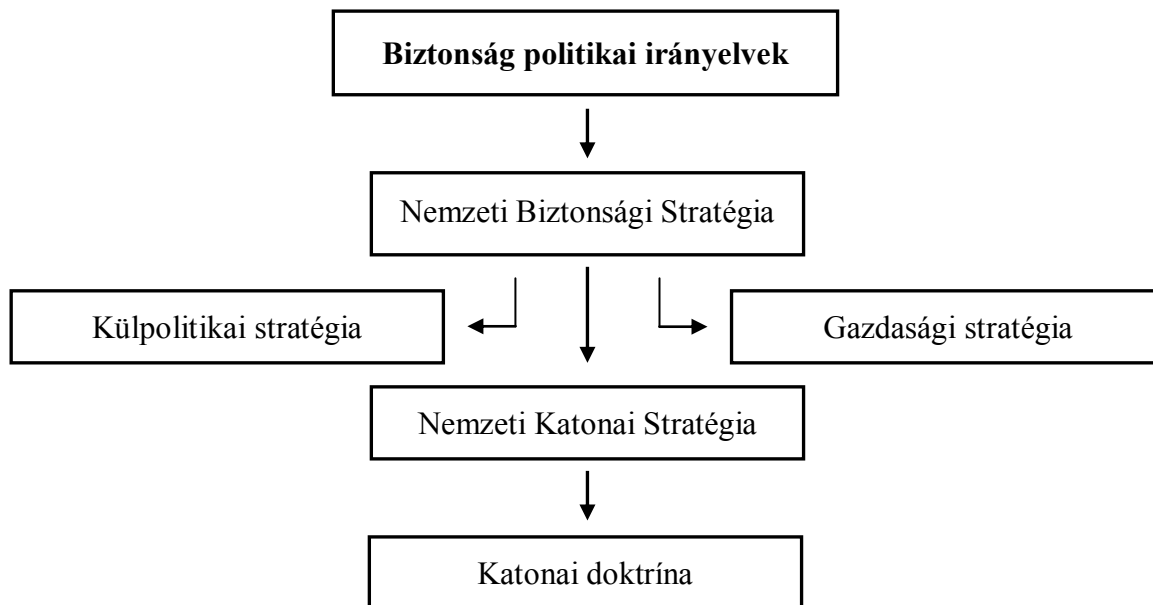 Biztonság politikai irányelvek
Nemzeti Biztonsági Stratégia
Külpolitikai stratégia
Gazdasági stratégia
Nemzeti Katonai Stratégia
Katonai doktrína